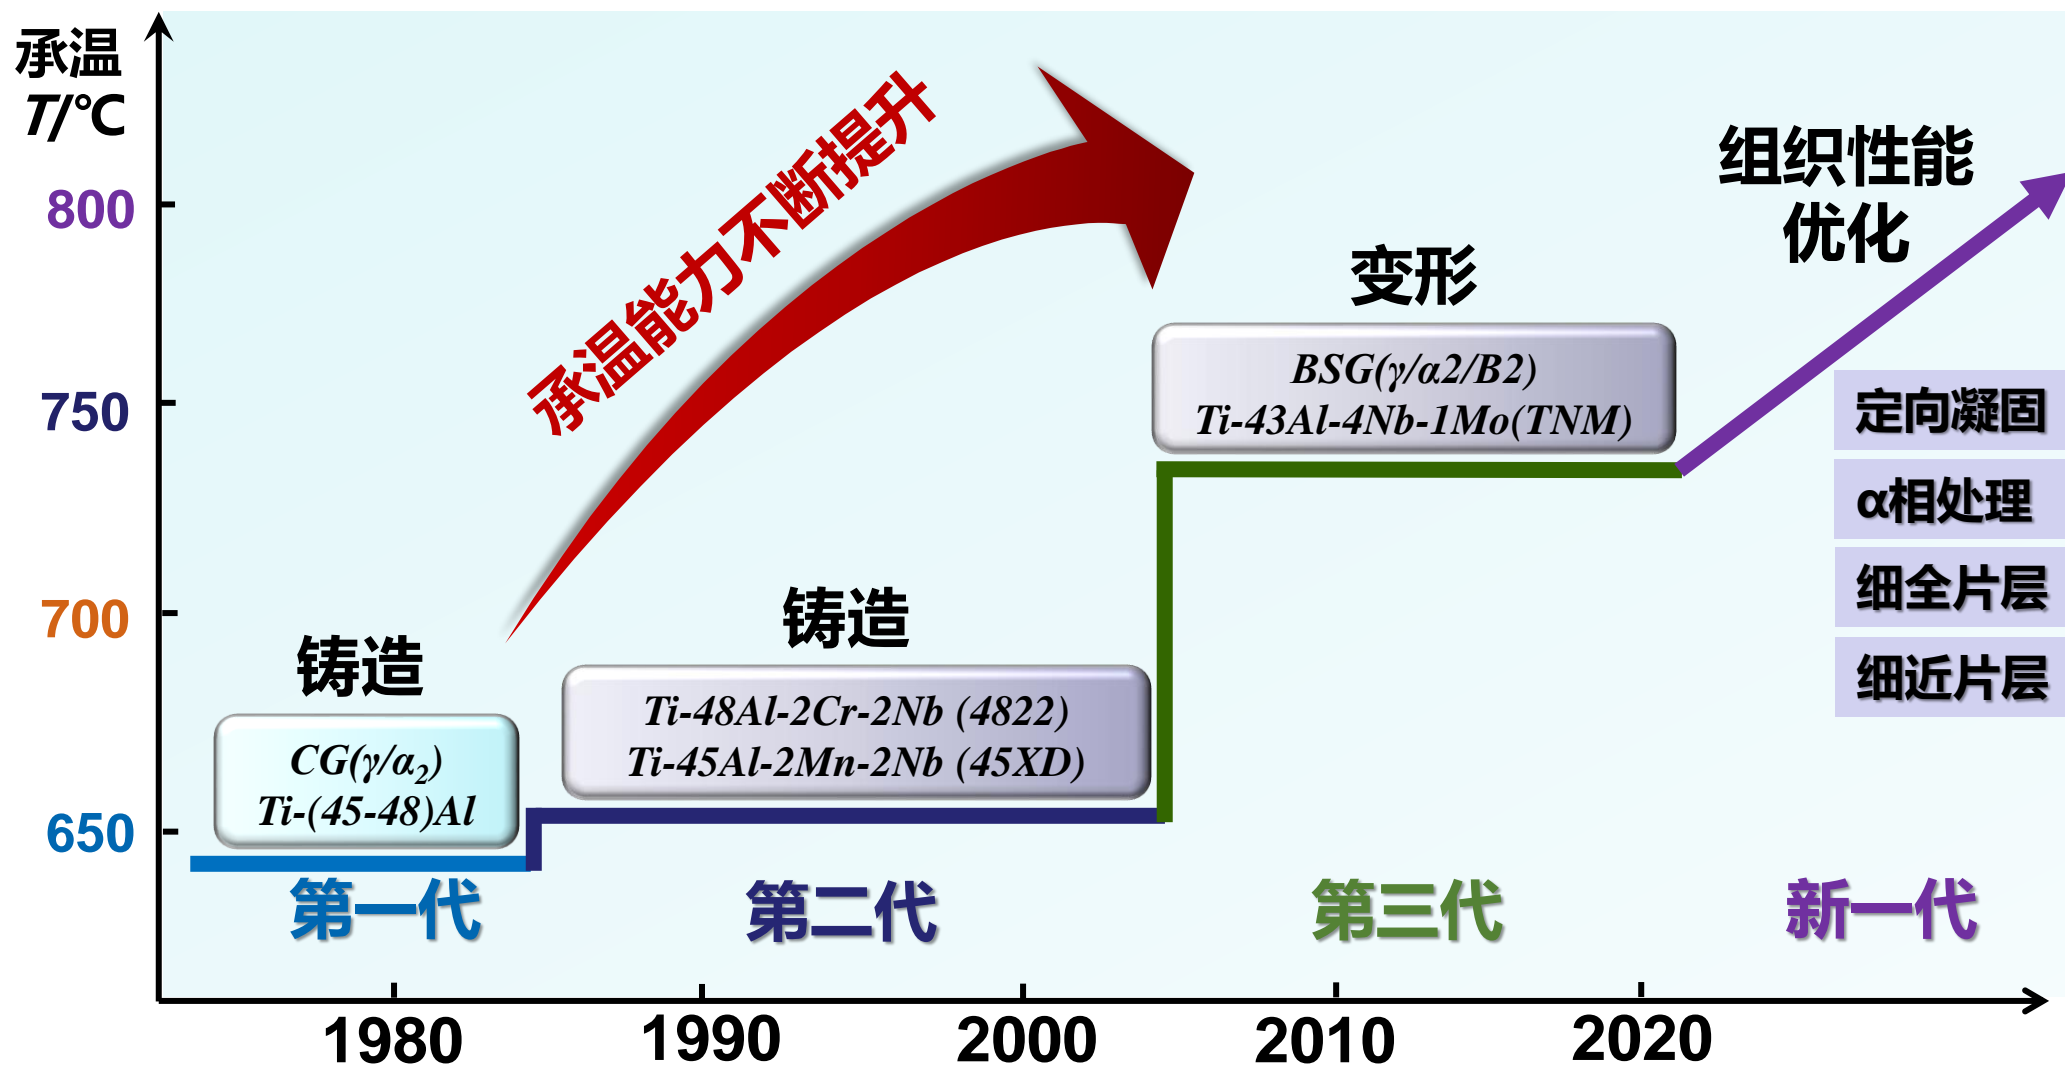 承温
T/°C
800
750
700
650
承温能力不断提升
铸造
CG(γ/α₂)
Ti-(45-48)Al
第一代
铸造
Ti-48Al-2Cr-2Nb (4822)
Ti-45Al-2Mn-2Nb (45XD)
第二代
变形
BSG(γ/α2/B2)
Ti-43Al-4Nb-1Mo(TNM)
第三代
组织性能
优化
定向凝固
α相处理
细全片层
细近片层
新一代
1980
1990
2000
2010
2020